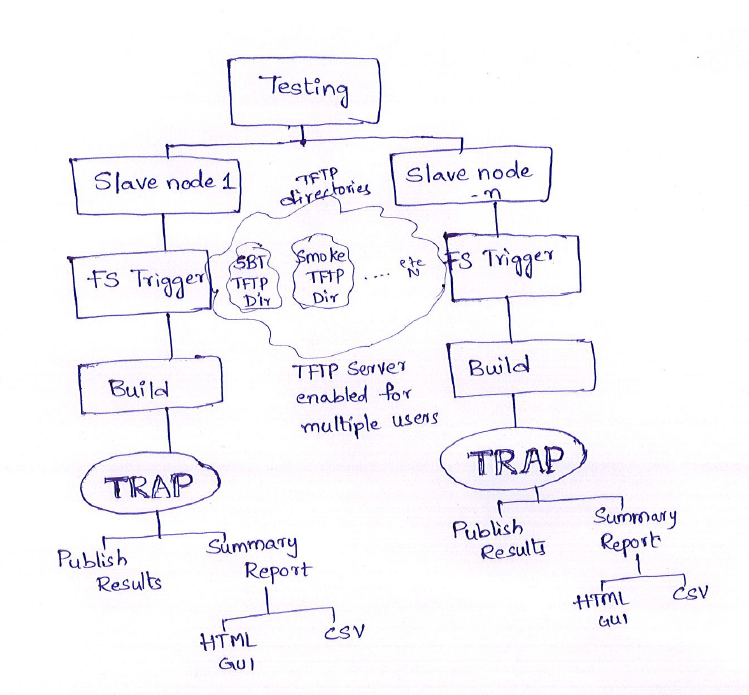 Testing
Slave node 1
TFTP
directories
Slave node
-n
FS Trigger
SBT
TFTP
Dir
Smoke
TFTP
Dir
.... etc
N
FS Trigger
Build
TFTP Server
enabled for
multiple users
Build
TRAP
TRAP
Publish
Results
Summary
Report
HTML
GUI
CSV
Publish
Results
Summary
Report
HTML
GUI
CSV